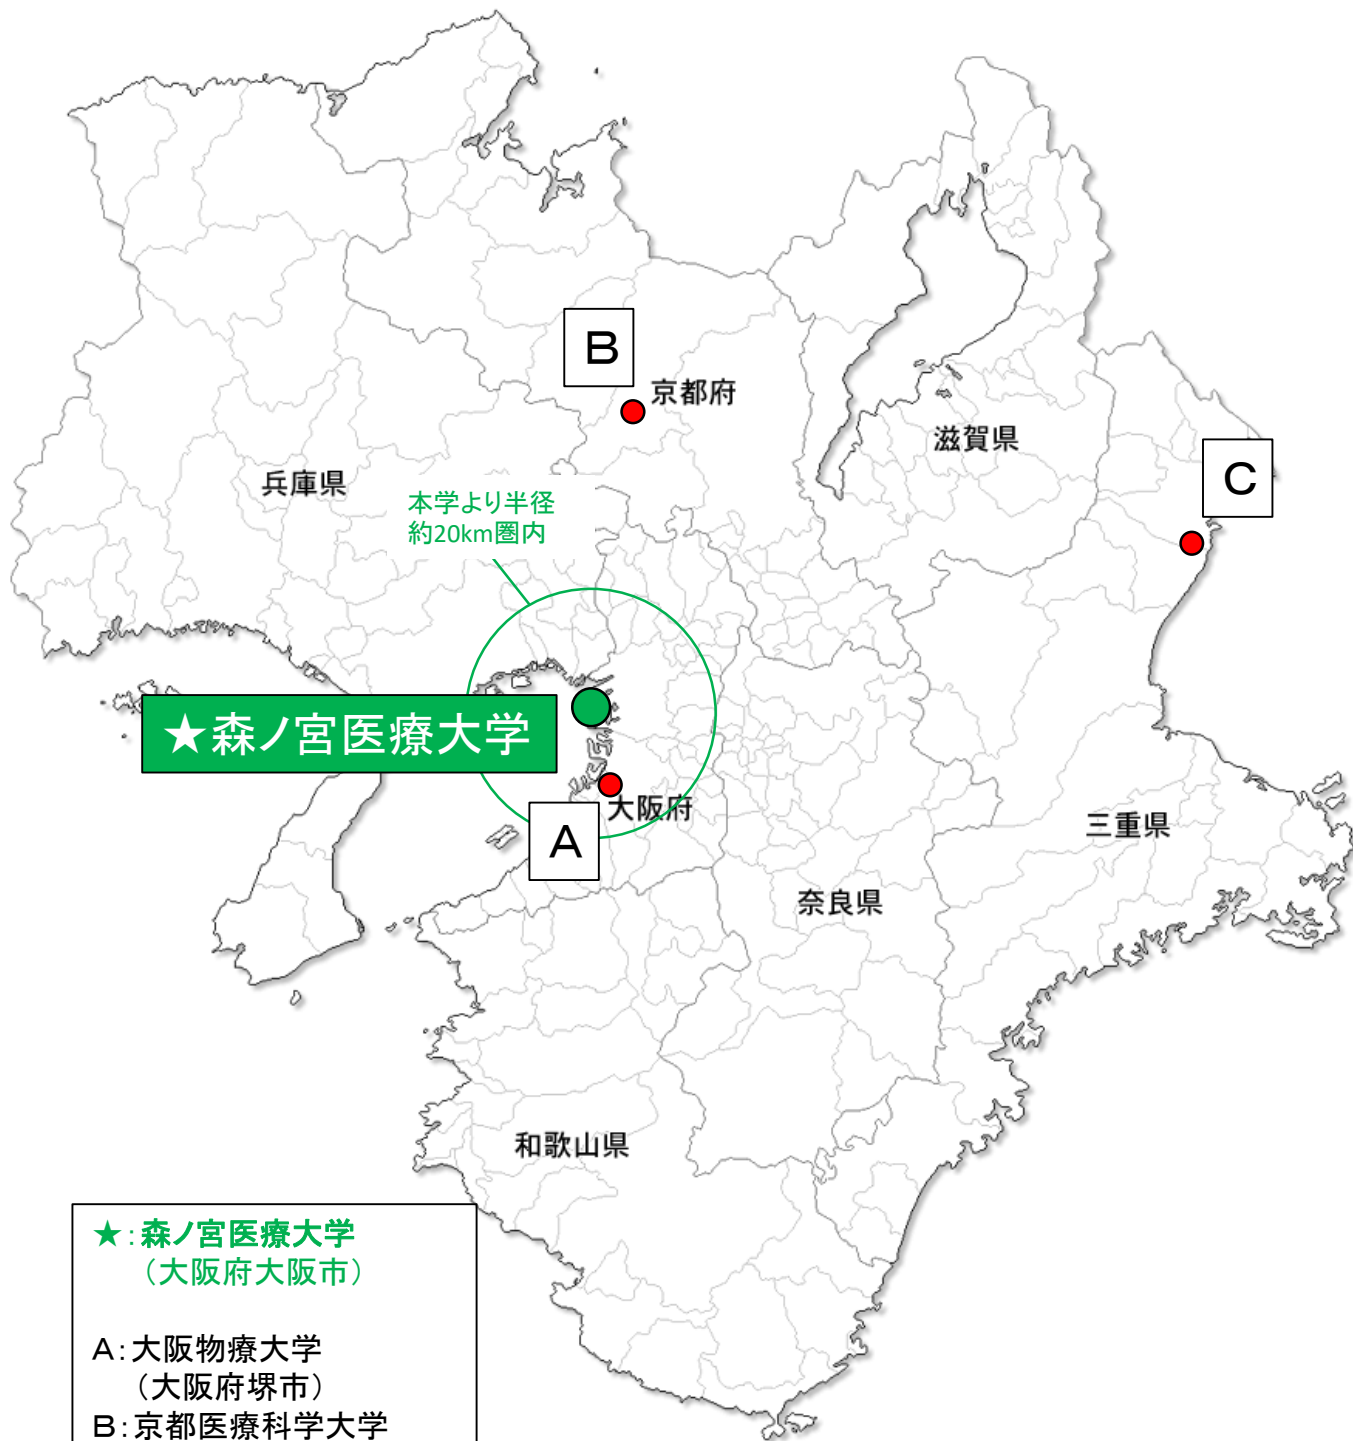 B
京都府
滋賀県
C
兵庫県
本学より半径
約20km圏内
★森ノ宮医療大学
大阪府
A
三重県
奈良県
和歌山県
★:森ノ宮医療大学
（大阪府大阪市）
A:大阪物療大学
（大阪府堺市）
B:京都医療科学大学